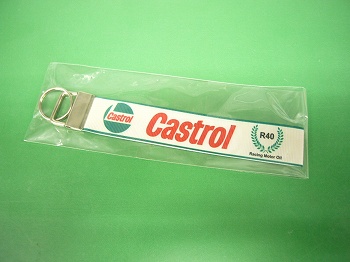 Castrol
Castrol
R40
Racing Motor Oil